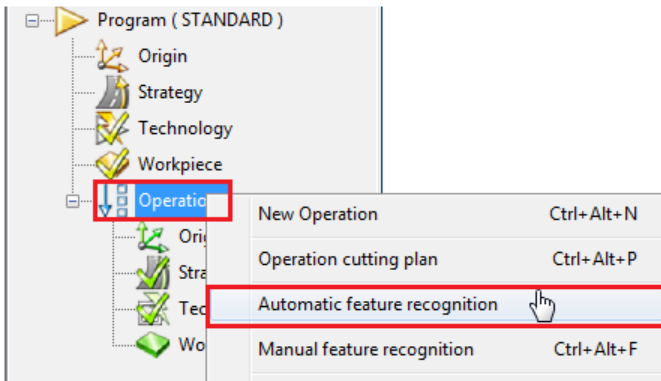 Program ( STANDARD )
Origin
Strategy
Technology
Workpiece
Operatio
New Operation Ctrl+Alt+N
Ori
Operation cutting plan Ctrl+Alt+P
Stra
Automatic feature recognition
Tec
Wo
Manual feature recognition Ctrl+Alt+F